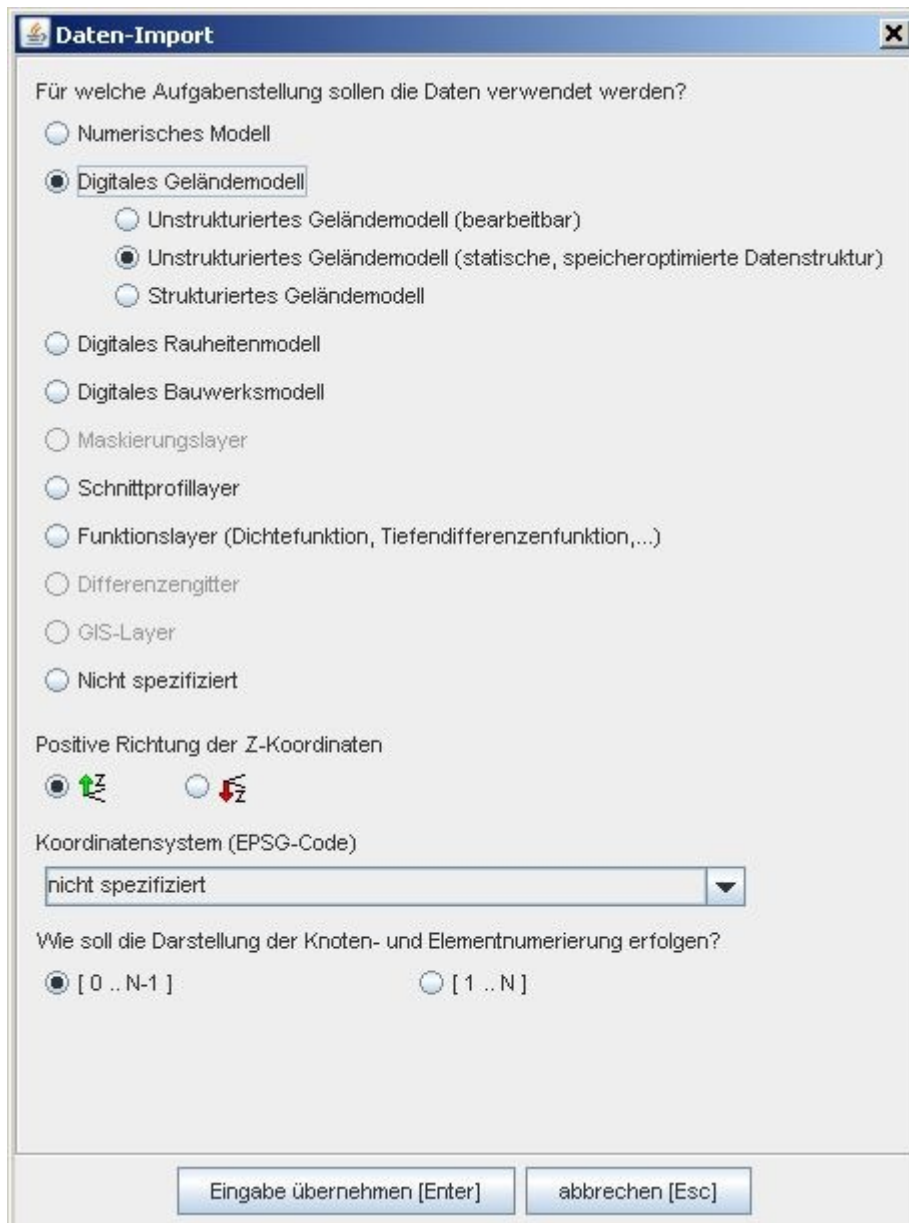 Daten-Import
Für welche Aufgabenstellung sollen die Daten verwendet werden?
Numerisches Modell
Digitales Geländemodell
Unstrukturiertes Geländemodell (bearbeitbar)
Unstrukturiertes Geländemodell (statische, speicheroptimierte Datenstruktur)
Strukturiertes Geländemodell
Digitales Rauheitenmodell
Digitales Bauwerksmodell
Maskierungslayer
Schnittprofillayer
Funktionslayer (Dichtefunktion, Tiefendifferenzenfunktion,...)
Differenzengitter
GIS-Layer
Nicht spezifiziert
Positive Richtung der Z-Koordinaten
Z Z
Koordinatensystem (EPSG-Code)
nicht spezifiziert
Wie soll die Darstellung der Knoten- und Elementnumerierung erfolgen?
[ 0 .. N-1 ] [ 1 .. N ]
Eingabe übernehmen [Enter] abbrechen [Esc]